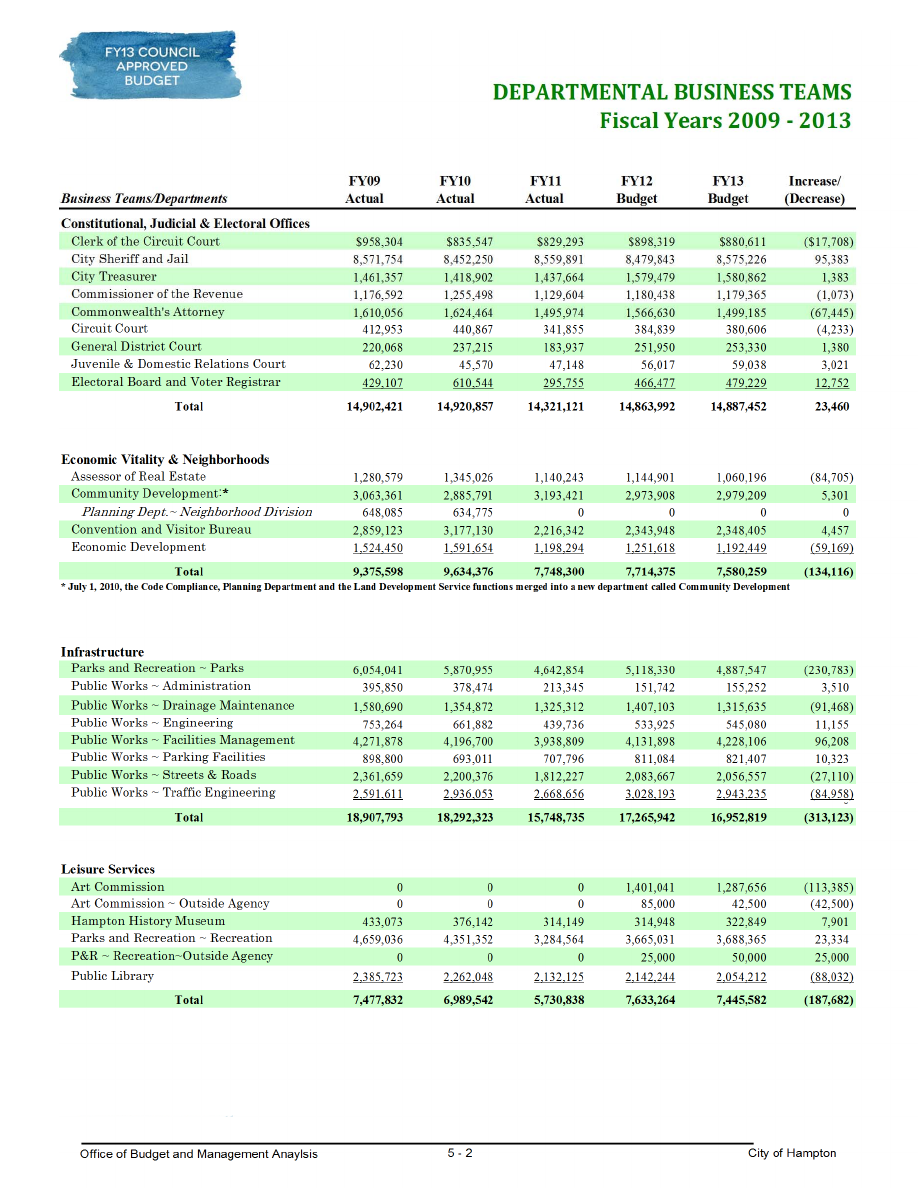 FY13 COUNCIL
APPROVED
BUDGET
DEPARTMENTAL BUSINESS TEAMS
Fiscal Years 2009 - 2013
FY09 FY10 FY11 FY12 FY13 Increase/
Business Teams/Departments Actual Actual Actual Budget Budget (Decrease)
Constitutional, Judicial & Electoral Offices
Clerk of the Circuit Court $958,304 $835,547 $829,293 $898,319 $880,611 ($17,708)
City Sheriff and Jail 8,571,754 8,452,250 8,559,891 8,479,843 8,575,226 95,383
City Treasurer 1,461,357 1,418,902 1,437,664 1,579,479 1,580,862 1,383
Commissioner of the Revenue 1,176,592 1,255,498 1,129,604 1,180,438 1,179,365 (1,073)
Commonwealth's Attorney 1,610,056 1,624,464 1,495,974 1,566,630 1,499,185 (67,445)
Circuit Court 412,953 440,867 341,855 384,839 380,606 (4,233)
General District Court 220,068 237,215 183,937 251,950 253,330 1,380
Juvenile & Domestic Relations Court 62,230 45,570 47,148 56,017 59,038 3,021
Electoral Board and Voter Registrar 429,107 610,544 295,755 466,477 479,229 12,752
Total 14,902,421 14,920,857 14,321,121 14,863,992 14,887,452 23,460
Economic Vitality & Neighborhoods
Assessor of Real Estate 1,280,579 1,345,026 1,140,243 1,144,901 1,060,196 (84,705)
Community Development:* 3,063,361 2,885,791 3,193,421 2,973,908 2,979,209 5,301
Planning Dept.~ Neighborhood Division 648,085 634,775 0 0 0 0
Convention and Visitor Bureau 2,859,123 3,177,130 2,216,342 2,343,948 2,348,405 4,457
Economic Development 1,524,450 1,591,654 1,198,294 1,251,618 1,192,449 (59,169)
Total 9,375,598 9,634,376 7,748,300 7,714,375 7,580,259 (134,116)
* July 1, 2010, the Code Compliance, Planning Department and the Land Development Service functions merged into a new department called Community Development
Infrastructure
Parks and Recreation ~ Parks 6,054,041 5,870,955 4,642,854 5,118,330 4,887,547 (230,783)
Public Works ~ Administration 395,850 378,474 213,345 151,742 155,252 3,510
Public Works ~ Drainage Maintenance 1,580,690 1,354,872 1,325,312 1,407,103 1,315,635 (91,468)
Public Works ~ Engineering 753,264 661,882 439,736 533,925 545,080 11,155
Public Works ~ Facilities Management 4,271,878 4,196,700 3,938,809 4,131,898 4,228,106 96,208
Public Works ~ Parking Facilities 898,800 693,011 707,796 811,084 821,407 10,323
Public Works ~ Streets & Roads 2,361,659 2,200,376 1,812,227 2,083,667 2,056,557 (27,110)
Public Works ~ Traffic Engineering 2,591,611 2,936,053 2,668,656 3,028,193 2,943,235 (84,958)
Total 18,907,793 18,292,323 15,748,735 17,265,942 16,952,819 (313,123)
Leisure Services
Art Commission 0 0 0 1,401,041 1,287,656 (113,385)
Art Commission ~ Outside Agency 0 0 0 85,000 42,500 (42,500)
Hampton History Museum 433,073 376,142 314,149 314,948 322,849 7,901
Parks and Recreation ~ Recreation 4,659,036 4,351,352 3,284,564 3,665,031 3,688,365 23,334
P&R ~ Recreation~Outside Agency 0 0 0 25,000 50,000 25,000
Public Library 2,385,723 2,262,048 2,132,125 2,142,244 2,054,212 (88,032)
Total 7,477,832 6,989,542 5,730,838 7,633,264 7,445,582 (187,682)
Office of Budget and Management Anaylsis 5 - 2 City of Hampton